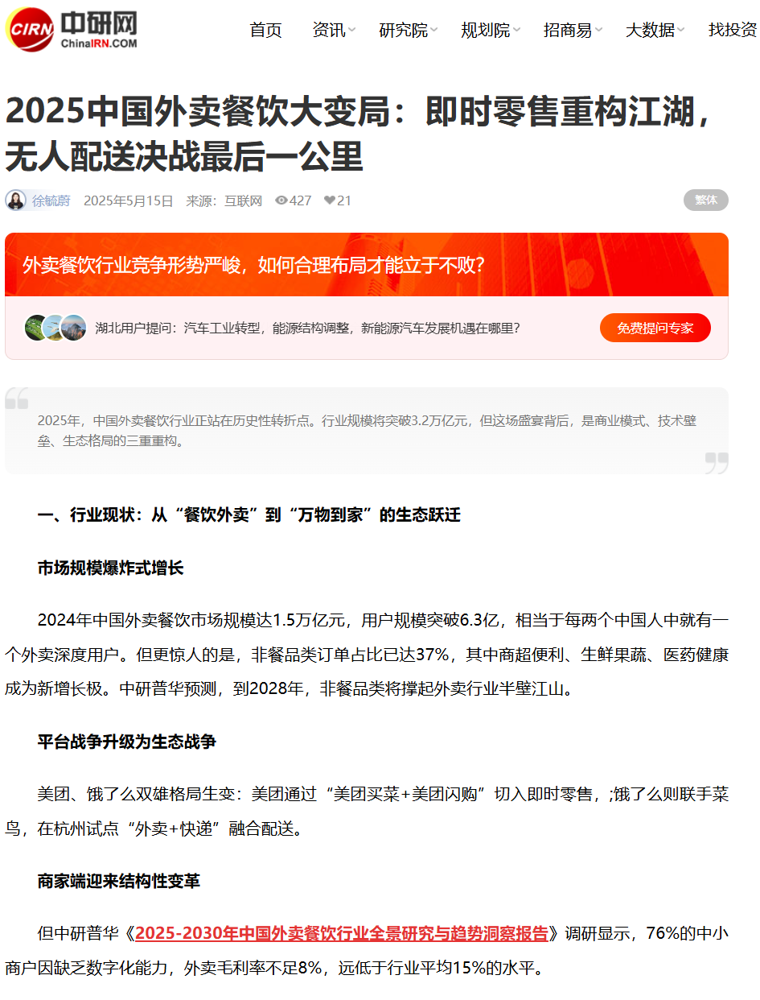 CIRN 中研网
ChinaIRN.COM
首页 资讯 研究院 规划院 招商易 大数据 找投资
2025中国外卖餐饮大变局：即时零售重构江湖，
无人配送决战最后一公里
徐毓蔚 2025年5月15日 来源：互联网 427 21 繁体
外卖餐饮行业竞争形势严峻，如何合理布局才能立于不败？
湖北用户提问：汽车工业转型，能源结构调整，新能源汽车发展机遇在哪里？ 免费提问专家
2025年，中国外卖餐饮行业正站在历史性转折点。行业规模将突破3.2万亿元，但这场盛宴背后，是商业模式、技术壁
垒、生态格局的三重重构。
一、行业现状：从“餐饮外卖”到“万物到家”的生态跃迁
市场规模爆炸式增长
2024年中国外卖餐饮市场规模达1.5万亿元，用户规模突破6.3亿，相当于每两个中国人中就有一
个外卖深度用户。但更惊人的是，非餐品类订单占比已达37%，其中商超便利、生鲜果蔬、医药健康
成为新增长极。中研普华预测，到2028年，非餐品类将撑起外卖行业半壁江山。
平台战争升级为生态战争
美团、饿了么双雄格局生变：美团通过“美团买菜+美团闪购”切入即时零售，;饿了么则联手菜
鸟，在杭州试点“外卖+快递”融合配送。
商家端迎来结构性变革
但中研普华《2025-2030年中国外卖餐饮行业全景研究与趋势洞察报告》调研显示，76%的中小
商户因缺乏数字化能力，外卖毛利率不足8%，远低于行业平均15%的水平。